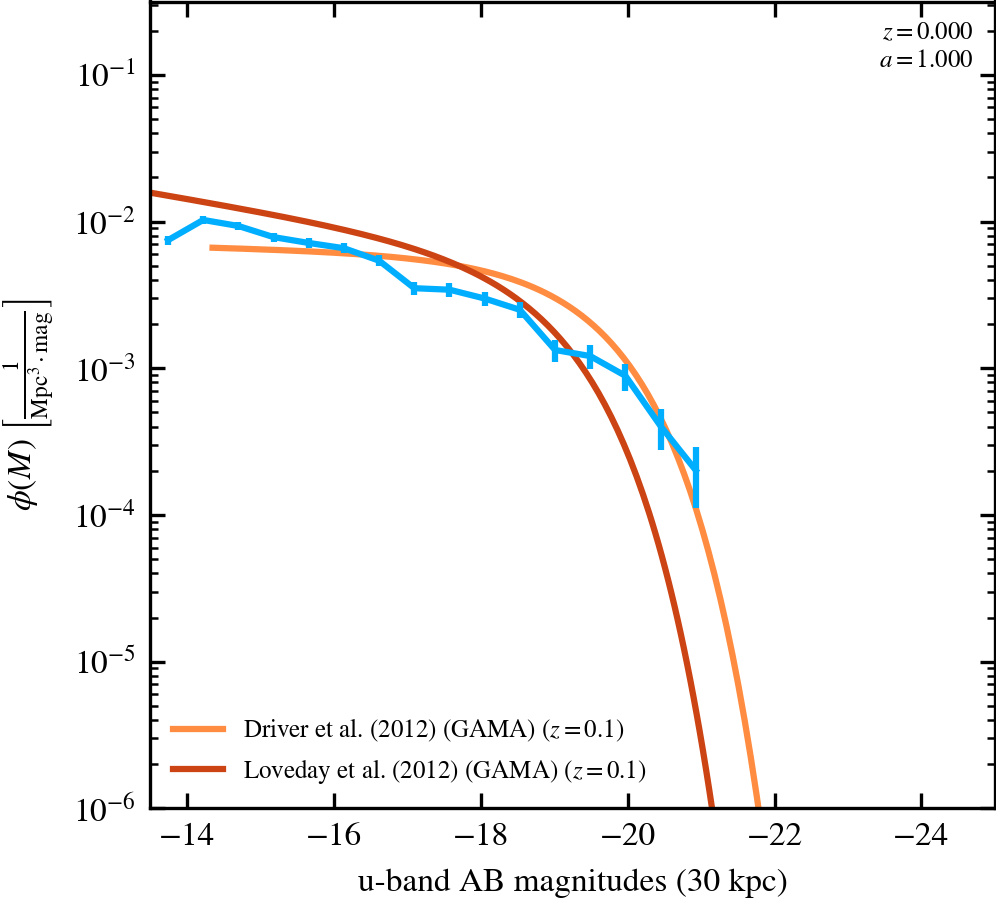 z = 0.000
a = 1.000
10⁻¹
10⁻²
10⁻³
10⁻⁴
10⁻⁵
10⁻⁶
ϕ(M) [1/(Mpc³ · mag)]
Driver et al. (2012) (GAMA) (z = 0.1)
Loveday et al. (2012) (GAMA) (z = 0.1)
−14 −16 −18 −20 −22 −24
u-band AB magnitudes (30 kpc)